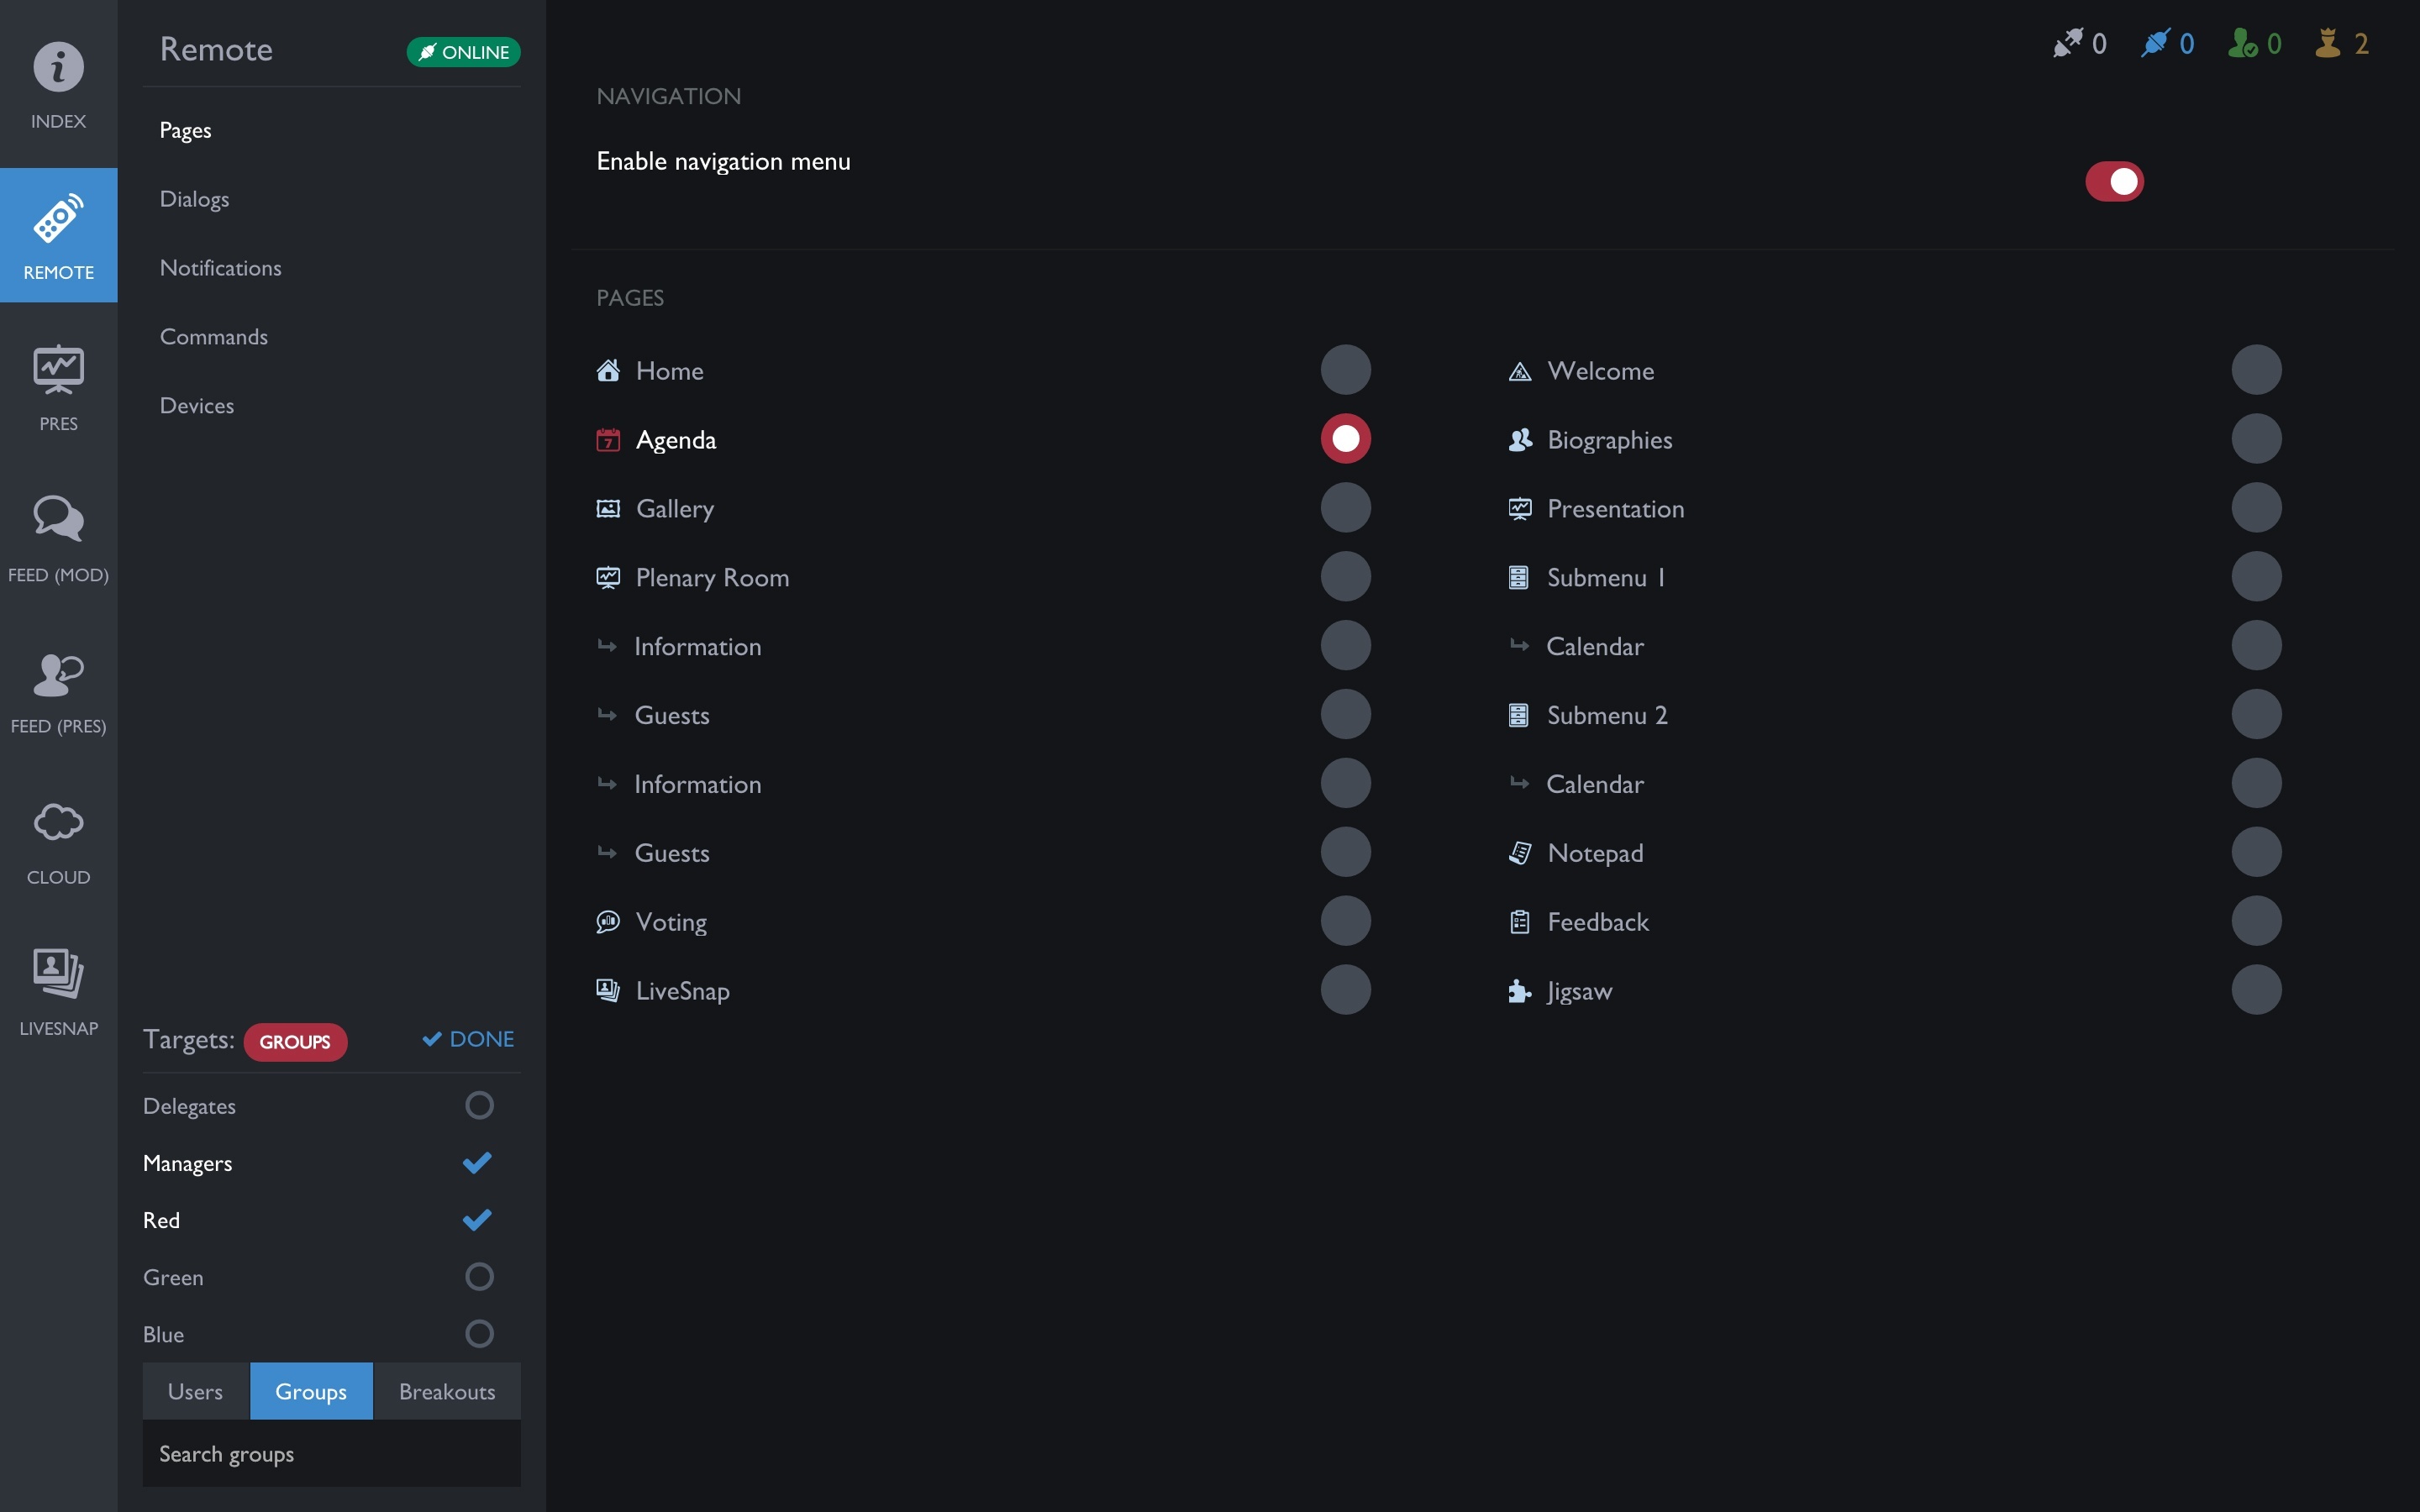 INDEX
REMOTE
PRES
FEED (MOD)
FEED (PRES)
CLOUD
LIVESNAP
Remote
ONLINE
Pages
Dialogs
Notifications
Commands
Devices
Targets: GROUPS
DONE
Delegates
Managers
Red
Green
Blue
Users Groups Breakouts
Search groups
0 0 0 2
NAVIGATION
Enable navigation menu
PAGES
Home
Agenda
7
Gallery
Plenary Room
Information
Guests
Information
Guests
Voting
LiveSnap
Welcome
Biographies
Presentation
Submenu 1
Calendar
Submenu 2
Calendar
Notepad
Feedback
Jigsaw